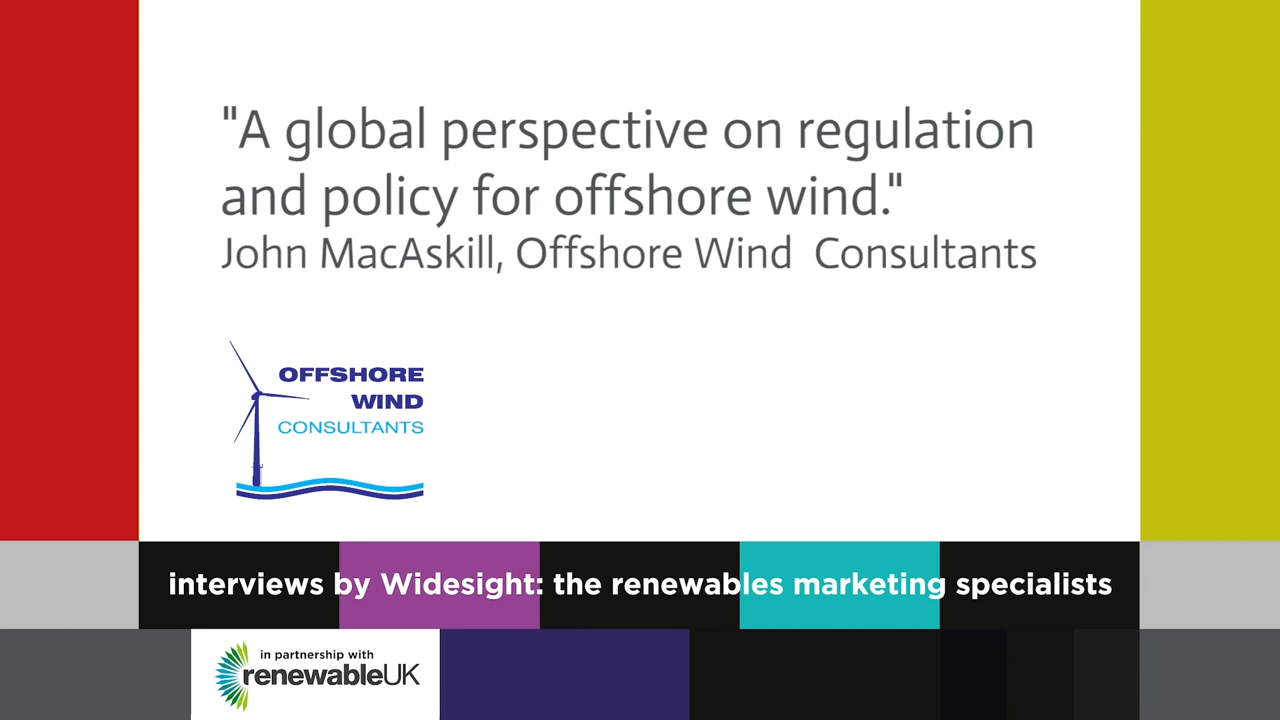 "A global perspective on regulation
and policy for offshore wind."
John MacAskill, Offshore Wind  Consultants
OFFSHORE
WIND
CONSULTANTS
interviews by Widesight: the renewables marketing specialists
in partnership with
renewableUK